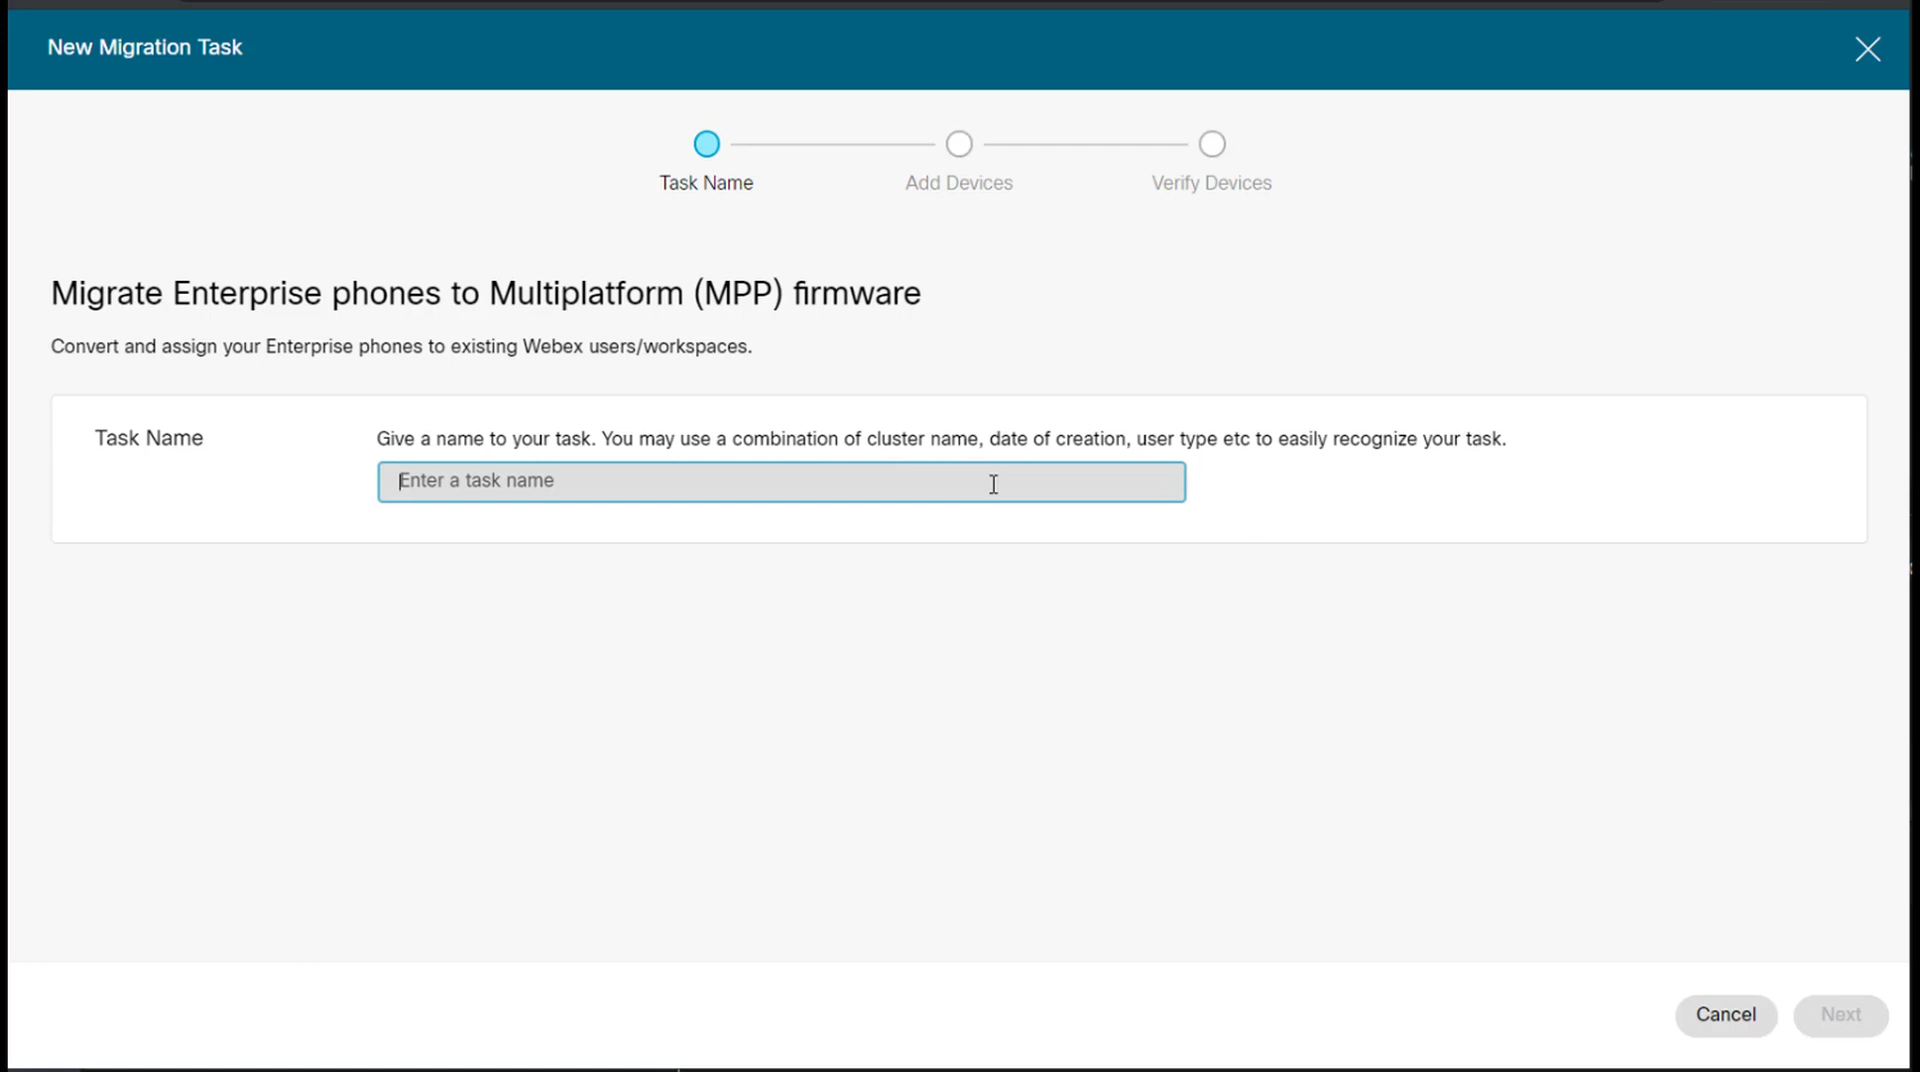 New Migration Task
Task Name
Add Devices
Verify Devices
Migrate Enterprise phones to Multiplatform (MPP) firmware
Convert and assign your Enterprise phones to existing Webex users/workspaces.
Task Name
Give a name to your task. You may use a combination of cluster name, date of creation, user type etc to easily recognize your task.
Enter a task name
Cancel
Next